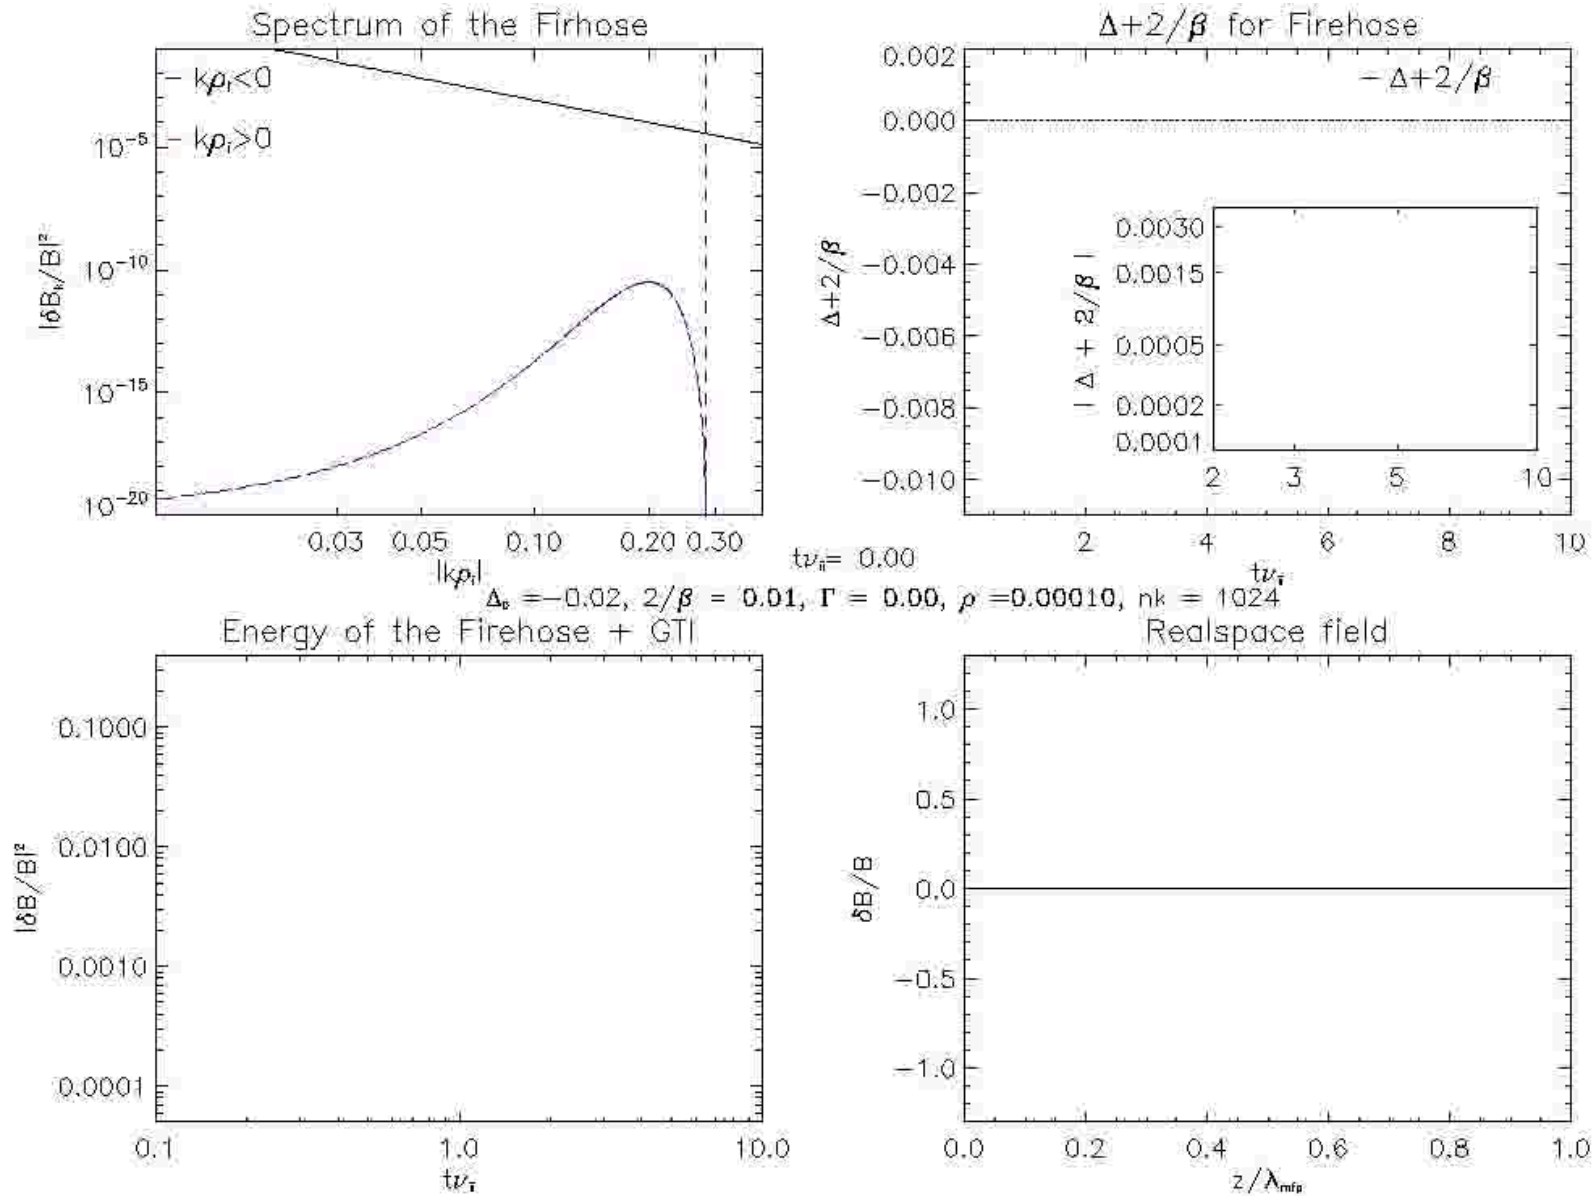 Spectrum of the Firhose
– kρᵢ<0
– kρᵢ>0
10⁻⁵
10⁻¹⁰
10⁻¹⁵
10⁻²⁰
|δBₖ/B|²
0.03 0.05 0.10 0.20 0.30
|kρᵢ|
Δ+2/β for Firehose
– Δ+2/β
0.002
0.000
−0.002
−0.004
−0.006
−0.008
−0.010
Δ+2/β
0.0030
0.0015
0.0005
0.0002
0.0001
| Δ + 2/β |
2 3 5 10
2 4 6 8 10
tνᵢᵢ
tνᵢᵢ= 0.00
Δ₀ =−0.02, 2/β = 0.01, Γ = 0.00, ρ =0.00010, nk = 1024
Energy of the Firehose + GTI
0.1000
0.0100
0.0010
0.0001
|δB/B|²
0.1 1.0 10.0
tνᵢᵢ
Realspace field
1.0
0.5
0.0
−0.5
−1.0
δB/B
0.0 0.2 0.4 0.6 0.8 1.0
z/λmfp